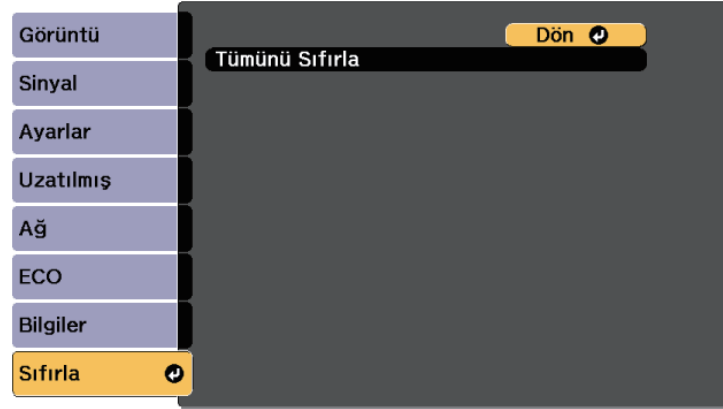 Görüntü
Sinyal
Ayarlar
Uzatılmış
Ağ
ECO
Bilgiler
Sıfırla
Dön
Tümünü Sıfırla